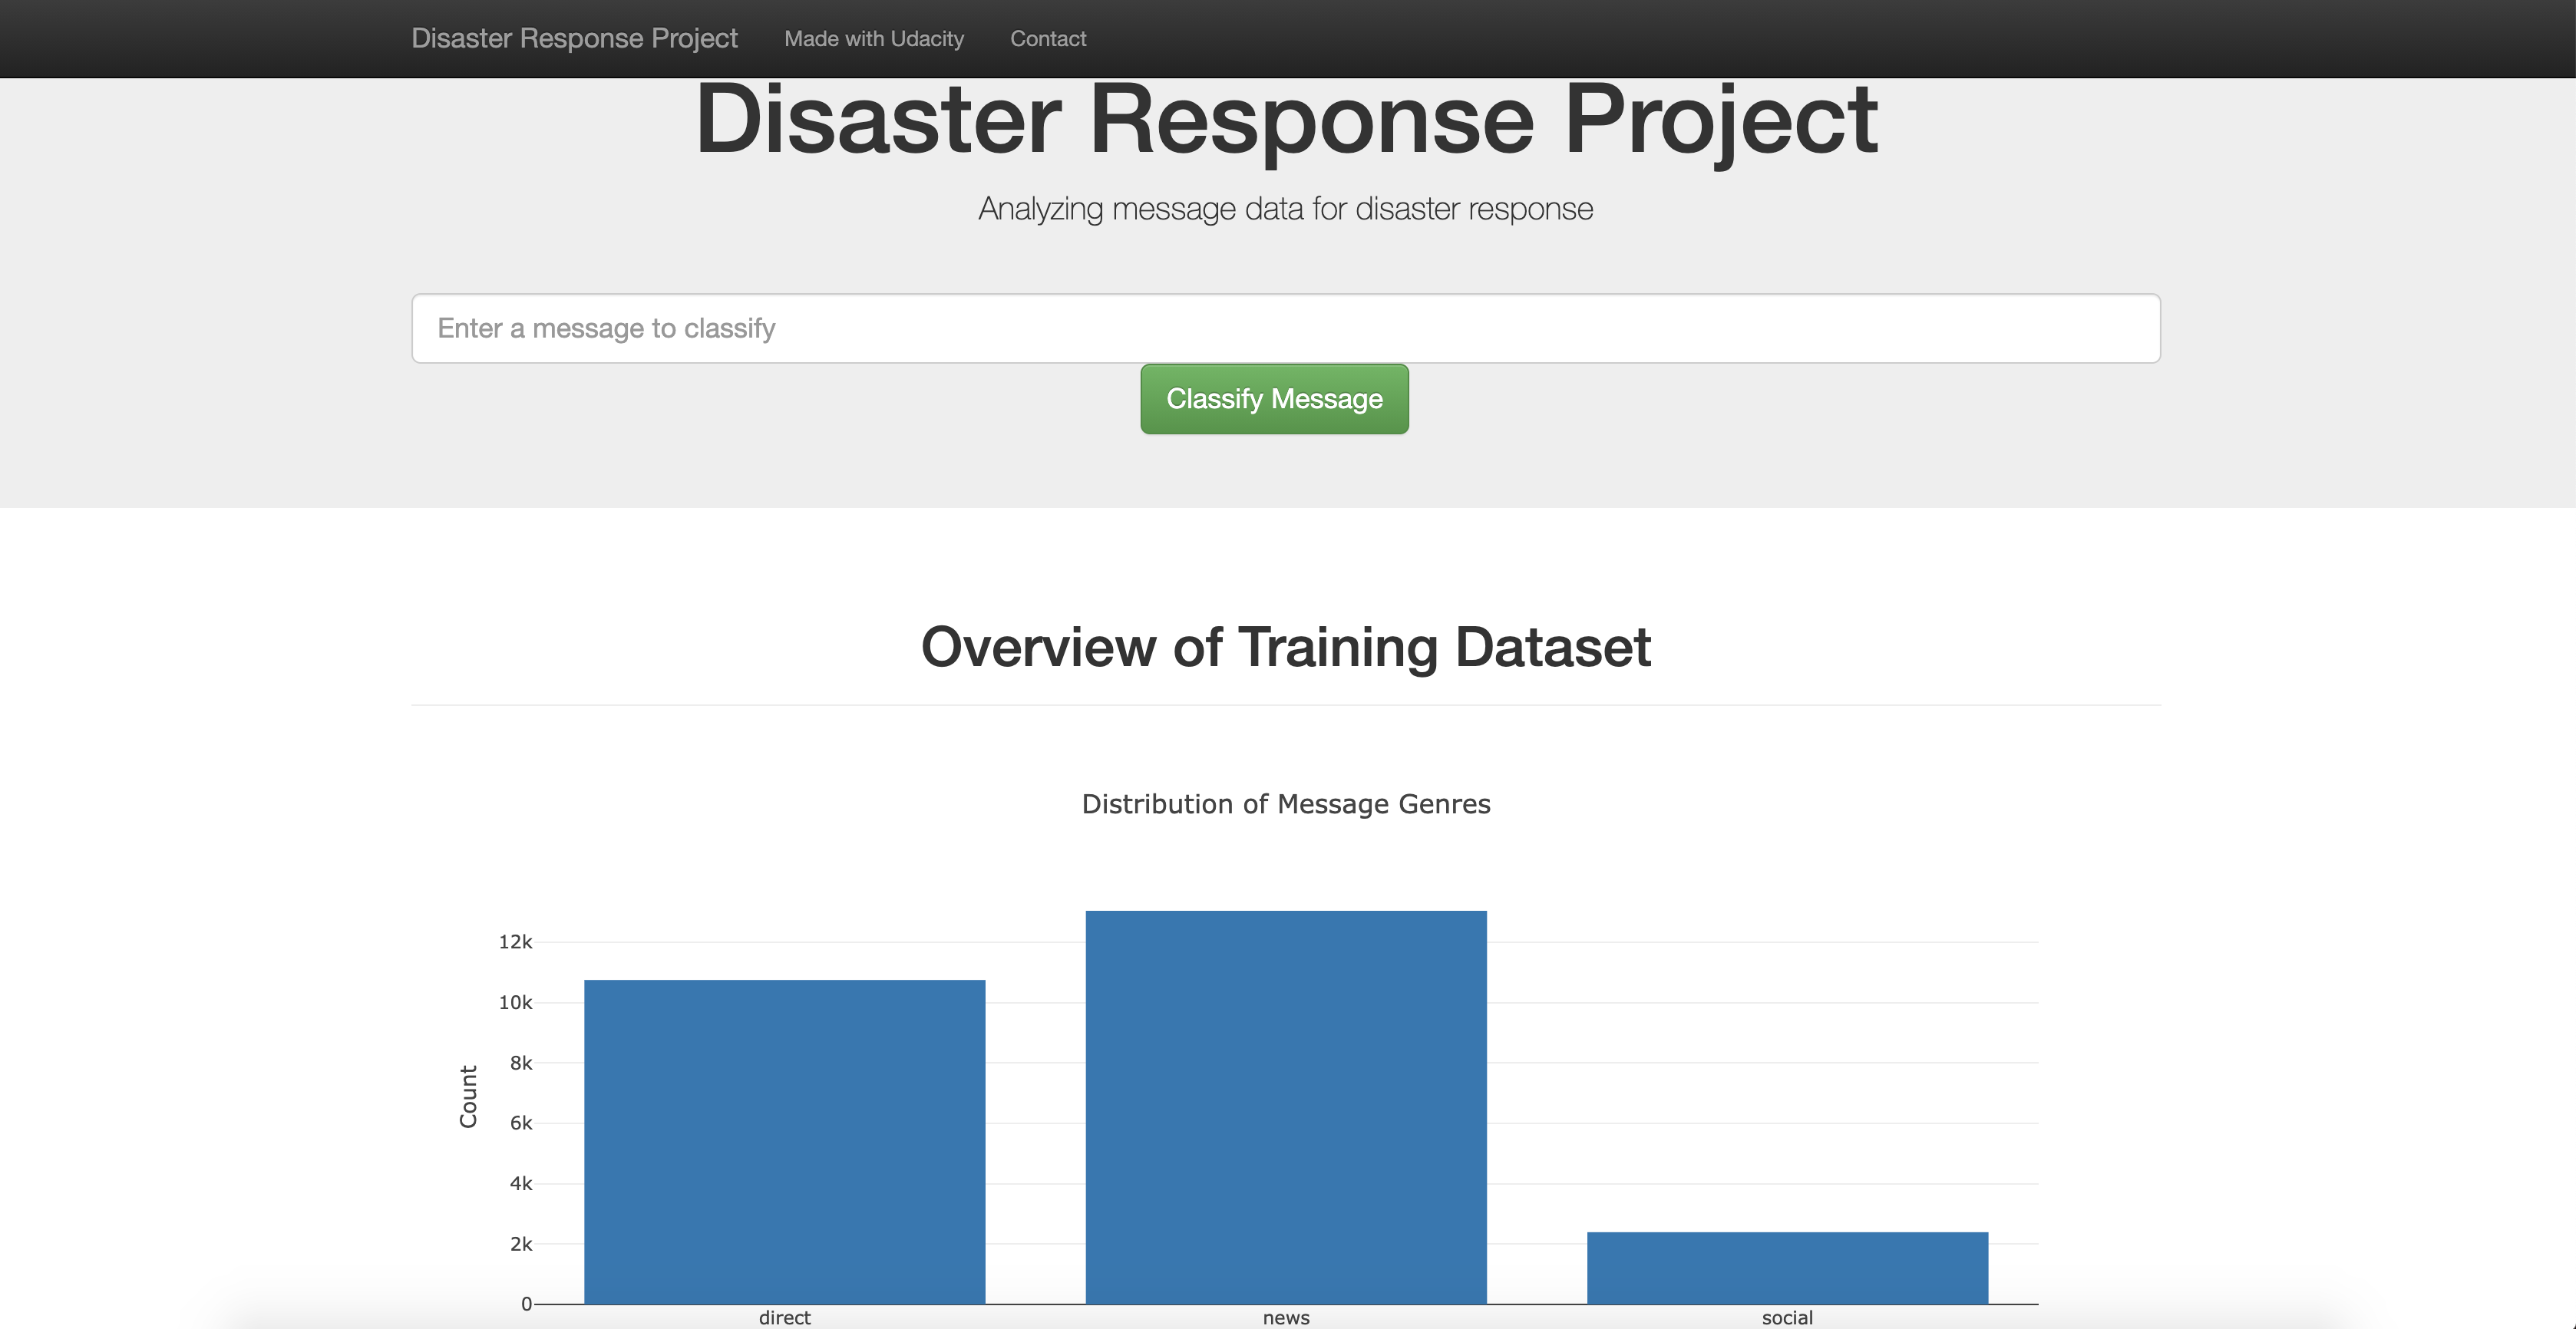 Disaster Response Project Made with Udacity Contact
Disaster Response Project
Analyzing message data for disaster response
Enter a message to classify
Classify Message
Overview of Training Dataset
Distribution of Message Genres
12k
10k
8k
6k
4k
2k
0
Count
direct news social